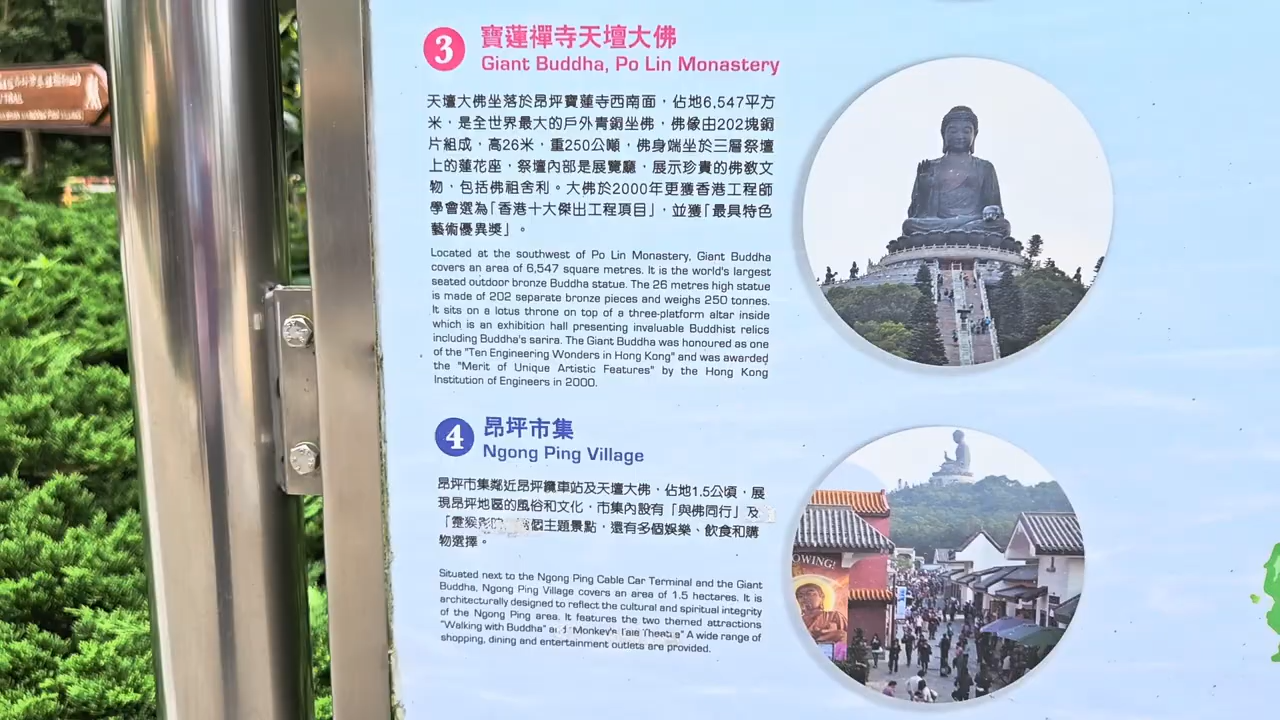 TRAIL
3
寶蓮禪寺天壇大佛
Giant Buddha, Po Lin Monastery
天壇大佛坐落於昂坪寶蓮寺西南面，佔地6,547平方
米，是全世界最大的戶外青銅坐佛，佛像由202塊銅
片組成，高26米，重250公噸，佛身端坐於三層祭壇
上的蓮花座，祭壇內部是展覽廳，展示珍貴的佛教文
物，包括佛祖舍利。大佛於2000年更獲香港工程師
學會選為「香港十大傑出工程項目」，並獲「最具特色
藝術優異獎」。
Located at the southwest of Po Lin Monastery, Giant Buddha
covers an area of 6,547 square metres. It is the world's largest
seated outdoor bronze Buddha statue. The 26 metres high statue
is made of 202 separate bronze pieces and weighs 250 tonnes.
It sits on a lotus throne on top of a three-platform altar inside
which is an exhibition hall presenting invaluable Buddhist relics
including Buddha's sarira. The Giant Buddha was honoured as one
of the "Ten Engineering Wonders in Hong Kong" and was awarded
the "Merit of Unique Artistic Features" by the Hong Kong
Institution of Engineers in 2000.
4
昂坪市集
Ngong Ping Village
昂坪市集鄰近昂坪纜車站及天壇大佛，佔地1.5公頃，展
現昂坪地區的風俗和文化，市集內設有「與佛同行」及
「靈猴影 個主題景點，還有多個娛樂、飲食和購
物選擇。
Situated next to the Ngong Ping Cable Car Terminal and the Giant
Buddha, Ngong Ping Village covers an area of 1.5 hectares. It is
architecturally designed to reflect the cultural and spiritual integrity
of the Ngong Ping area. It features the two themed attractions
"Walking with Buddha" and "Monkey's Tale Theatre" A wide range of
shopping, dining and entertainment outlets are provided.
OWING!